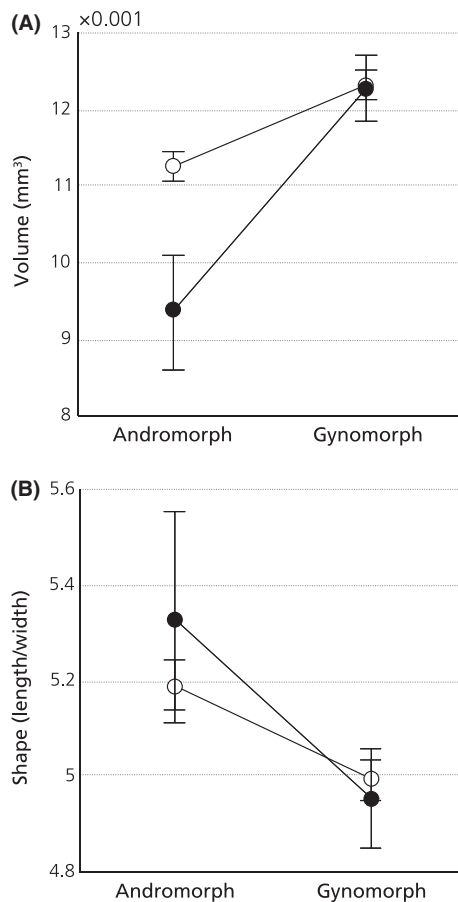 (A)
×0.001
13
12
11
10
9
8
Volume (mm³)
Andromorph Gynomorph
(B)
5.6
5.4
5.2
5
4.8
Shape (length/width)
Andromorph Gynomorph